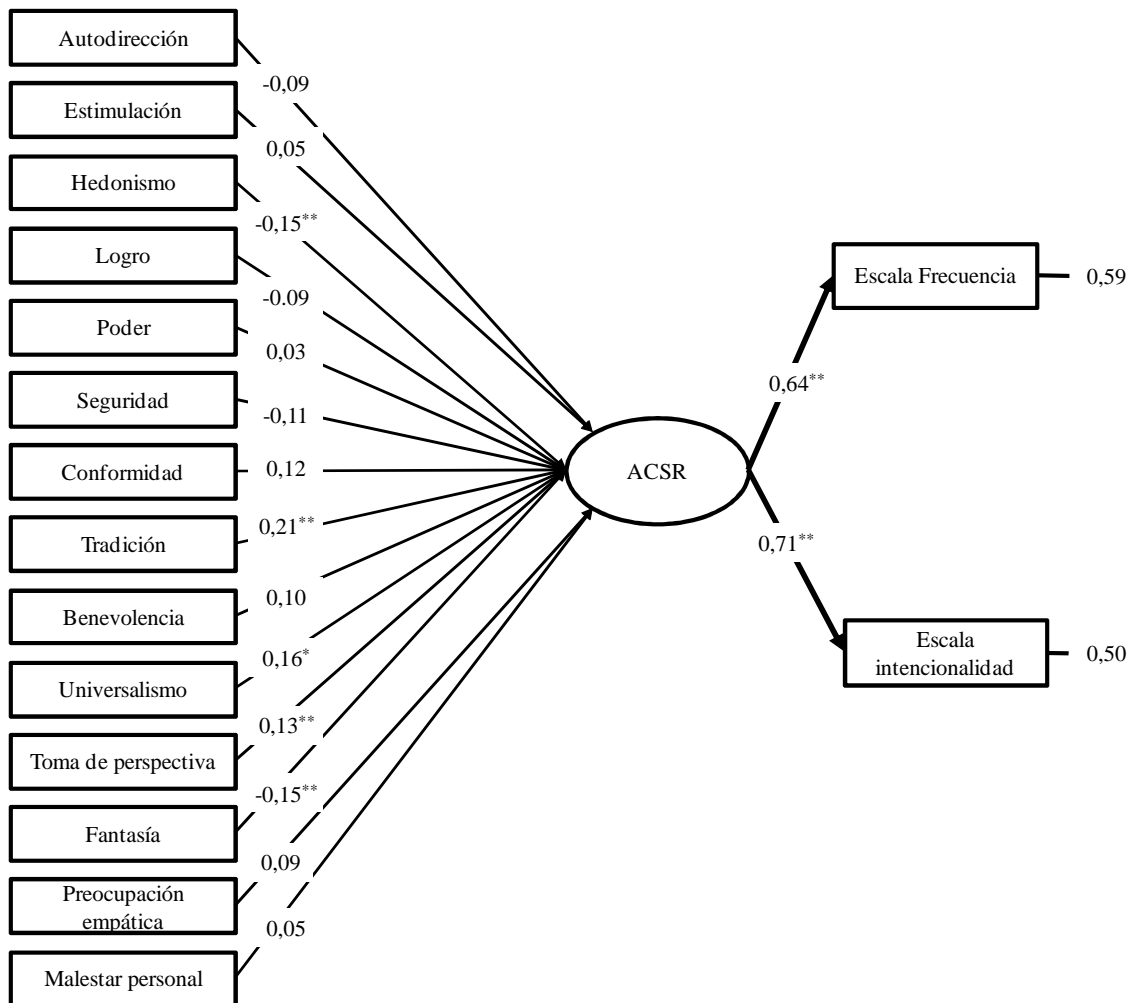 Autodirección
-0,09
Estimulación
0,05
Hedonismo
-0,15**
Logro
-0.09
Poder
0,03
Seguridad
-0,11
Conformidad
0,12
Tradición
0,21**
Benevolencia
0,10
Universalismo
0,16*
Toma de perspectiva
0,13**
Fantasía
-0,15**
Preocupación
empática
0,09
Malestar personal
0,05
ACSR
0,64**
0,71**
Escala Frecuencia
0,59
Escala
intencionalidad
0,50